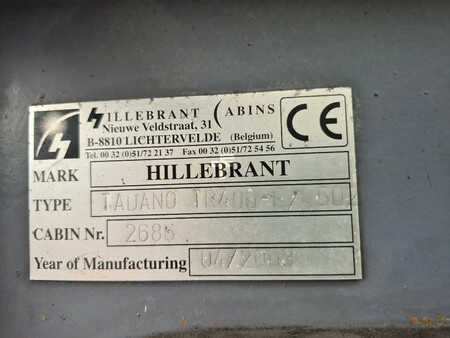 HILLEBRANT CABINS
Nieuwe Veldstraat, 31
B-8810 LICHTERVELDE (Belgium)
Tel. 00 32 (0)51/72 21 37 Fax 00 32 (0)51/72 54 56
CE
MARK HILLEBRANT
TYPE TADANO
CABIN Nr. 2685
Year of Manufacturing